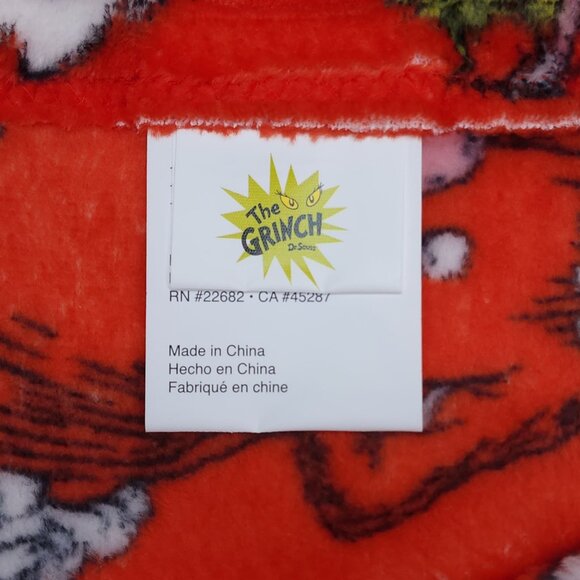 The
GRINCH
Dr. Seuss
RN #22682 • CA #45287
Made in China
Hecho en China
Fabriqué en chine